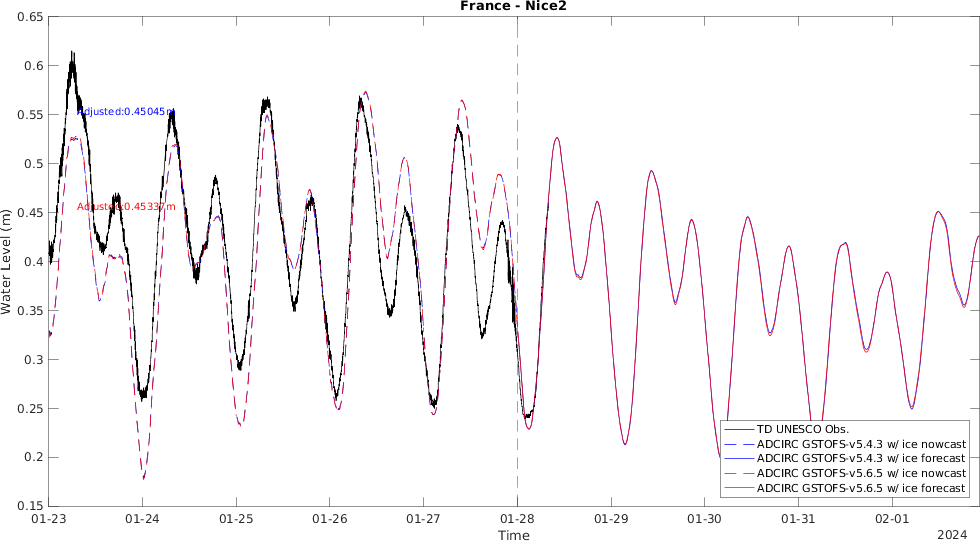 France - Nice2
0.65
0.6
0.55
0.5
0.45
0.4
0.35
0.3
0.25
0.2
0.15
Water Level (m)
Adjusted:0.45045m
Adjusted:0.45337m
TD UNESCO Obs.
ADCIRC GSTOFS-v5.4.3 w/ ice nowcast
ADCIRC GSTOFS-v5.4.3 w/ ice forecast
ADCIRC GSTOFS-v5.6.5 w/ ice nowcast
ADCIRC GSTOFS-v5.6.5 w/ ice forecast
01-23 01-24 01-25 01-26 01-27 01-28 01-29 01-30 01-31 02-01
Time
2024